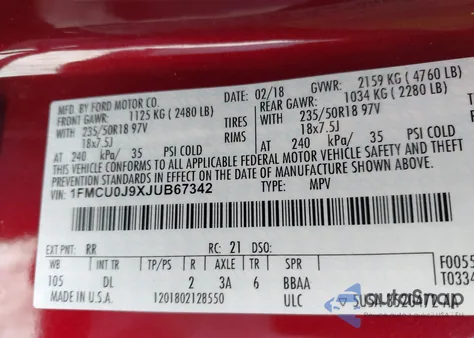 MFD. BY FORD MOTOR CO.
DATE: 02/18 GVWR: 2159 KG ( 4760 LB)
FRONT GAWR: 1125 KG ( 2480 LB) REAR GAWR: 1034 KG ( 2280 LB)
WITH 235/50R18 97V TIRES WITH 235/50R18 97V
18x7.5J RIMS 18x7.5J
AT 240 kPa/ 35 PSI COLD AT 240 kPa/ 35 PSI COLD
THIS VEHICLE CONFORMS TO ALL APPLICABLE FEDERAL MOTOR VEHICLE SAFETY AND THEFT
PREVENTION STANDARDS IN EFFECT ON THE DATE OF MANUFACTURE SHOWN ABOVE.
VIN: 1FMCU0J9XJUB67342 TYPE: MPV
EXT PNT: RR RC: 21 DSO: F0055
WB INT TR TP/PS R AXLE TR SPR T0334
105 DL 2 3A 6 BBAA
MADE IN U.S.A. 1201802128550 ULC
autoSnap